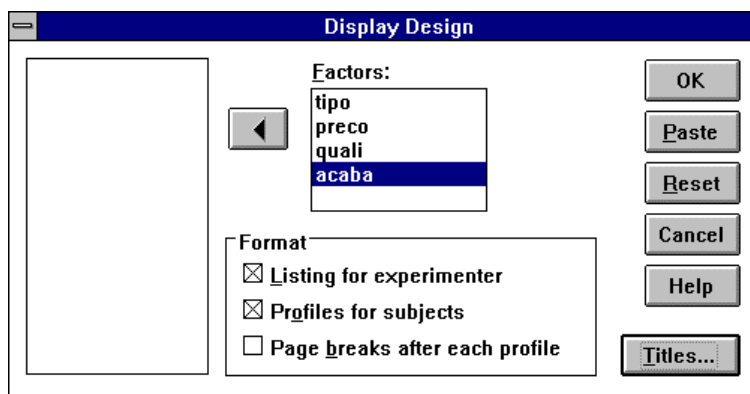 Display Design
Factors:
tipo
preco
quali
acaba
Format
Listing for experimenter
Profiles for subjects
Page breaks after each profile
OK
Paste
Reset
Cancel
Help
Titles...